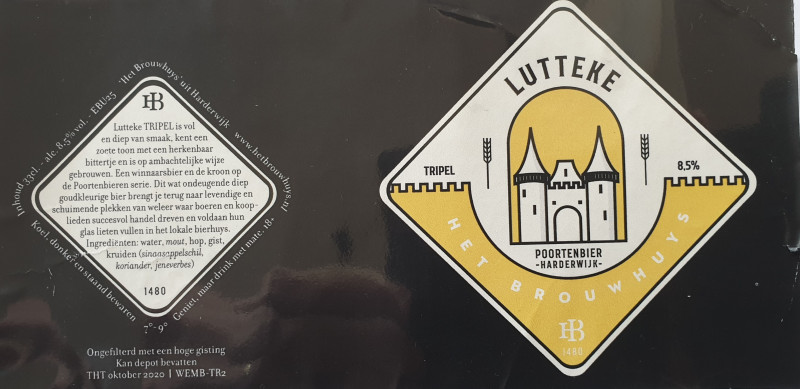 'Het Brouwhuys' uit Harderwijk www.hetbrouwhuys.nl
Inhoud 33cl. - alc. 8,5% vol. - EBU25
HB
Lutteke TRIPEL is vol
en diep van smaak, kent een
zoete toon met een herkenbaar
bittertje en is op ambachtelijke wijze
gebrouwen. Een winnaarsbier en de kroon op
de Poortenbieren serie. Dit wat ondeugende diep
goudkleurige bier brengt je terug naar levendige en
schuimende plekken van weleer waar boeren en koop-
lieden succesvol handel dreven en voldaan hun
glas lieten vullen in het lokale bierhuys.
Ingrediënten: water, mout, hop, gist,
kruiden (sinaasappelschil,
koriander, jeneverbes)
1480
Koel, donker en staand bewaren
7°-9°
Geniet, maar drink met mate. 18+
Ongefilterd met een hoge gisting
Kan depot bevatten
THT oktober 2020 | WEMB-TR2
LUTTEKE
TRIPEL
8,5%
POORTENBIER
-HARDERWIJK-
HET BROUWHUYS
HB
1480